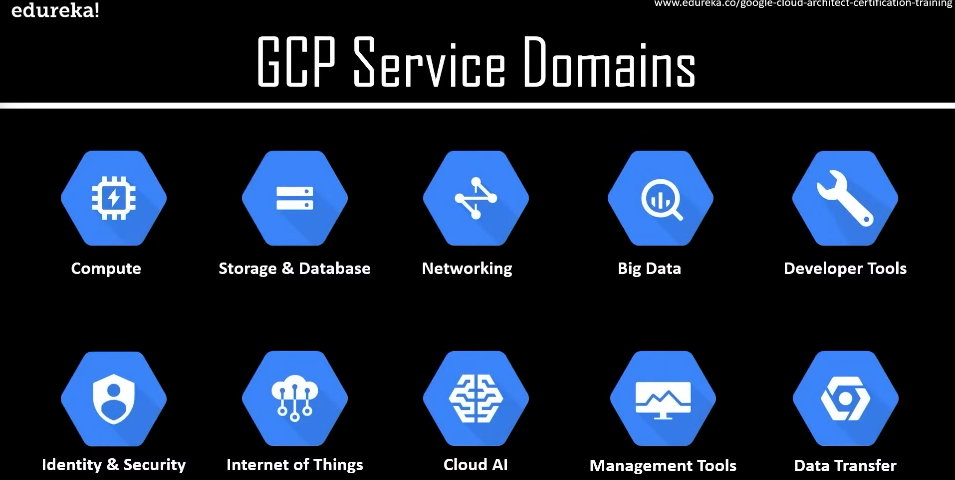 edureka!
www.edureka.co/google-cloud-architect-certification-training
GCP Service Domains
Compute
Storage & Database
Networking
Big Data
Developer Tools
Identity & Security
Internet of Things
Cloud AI
Management Tools
Data Transfer